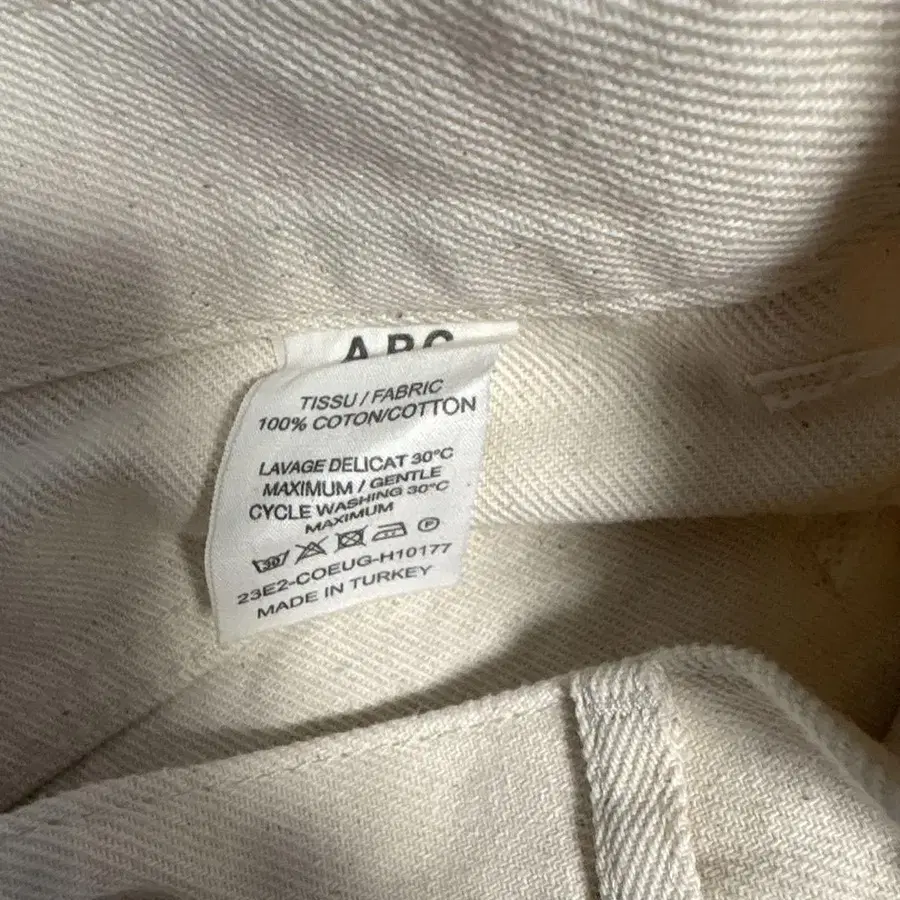 A.P.C
TISSU / FABRIC
100% COTON/COTTON
LAVAGE DELICAT 30°C
MAXIMUM / GENTLE
CYCLE WASHING 30°C
MAXIMUM
30 P
23E2-COEUG-H10177
MADE IN TURKEY